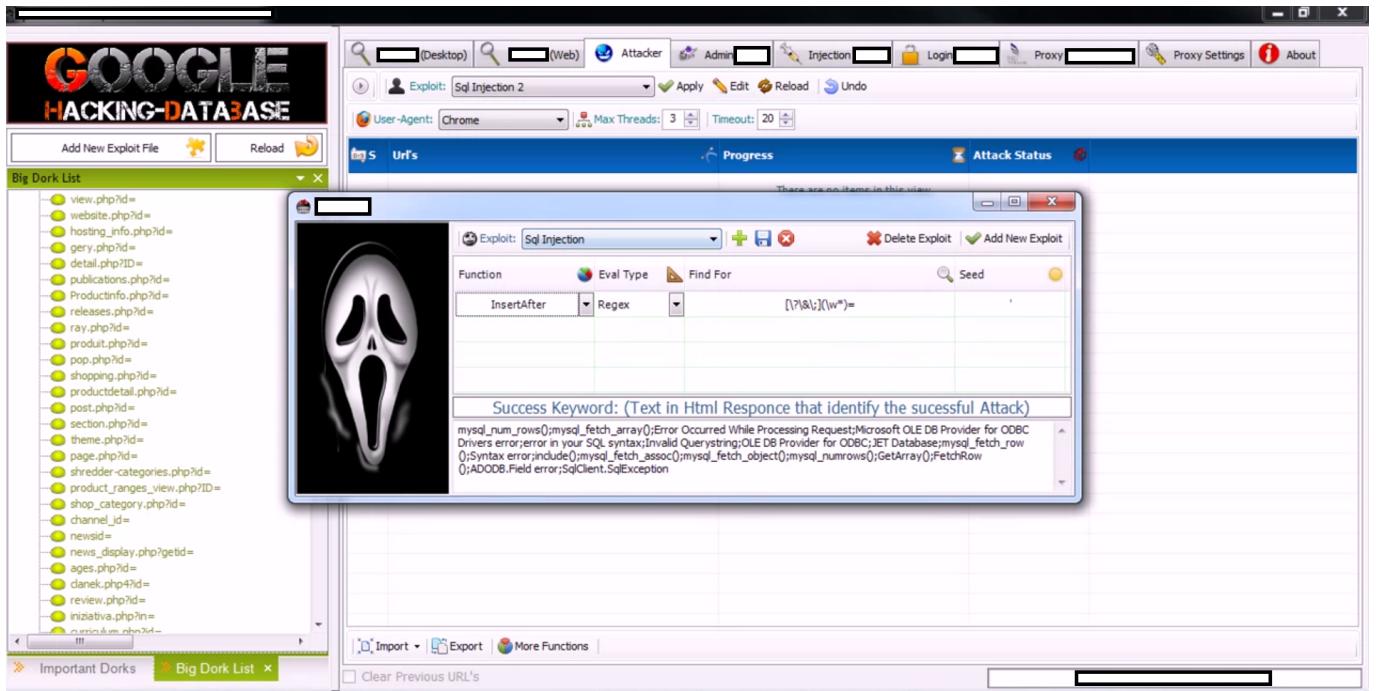 (Desktop)
(Web)
Attacker
Admin
Injection
Login
Proxy
Proxy Settings
About
GOOGLE
HACKING-DATABASE
Exploit:
Sql Injection 2
Apply
Edit
Reload
Undo
User-Agent:
Chrome
Max Threads:
3
Timeout:
20
Add New Exploit File
Reload
S
Url's
Progress
Attack Status
There are no items in this view
Big Dork List
view.php?id=
website.php?id=
hosting_info.php?id=
gery.php?id=
detail.php?ID=
publications.php?id=
Productinfo.php?id=
releases.php?id=
ray.php?id=
produit.php?id=
pop.php?id=
shopping.php?id=
productdetail.php?id=
post.php?id=
section.php?id=
theme.php?id=
page.php?id=
shredder-categories.php?id=
product_ranges_view.php?ID=
shop_category.php?id=
channel_id=
newsid=
news_display.php?getid=
ages.php?id=
clanek.php4?id=
review.php?id=
iniziativa.php?in=
curriculum.php?id=
Exploit:
Sql Injection
Delete Exploit
Add New Exploit
Function
Eval Type
Find For
Seed
InsertAfter
Regex
[\?\&\;](\w*)=
'
Success Keyword: (Text in Html Responce that identify the sucessful Attack)
mysql_num_rows();mysql_fetch_array();Error Occurred While Processing Request;Microsoft OLE DB Provider for ODBC
Drivers error;error in your SQL syntax;Invalid Querystring;OLE DB Provider for ODBC;JET Database;mysql_fetch_row
();Syntax error;include();mysql_fetch_assoc();mysql_fetch_object();mysql_numrows();GetArray();FetchRow
();ADODB.Field error;SqlClient.SqlException
Import
Export
More Functions
Important Dorks
Big Dork List
Clear Previous URL's